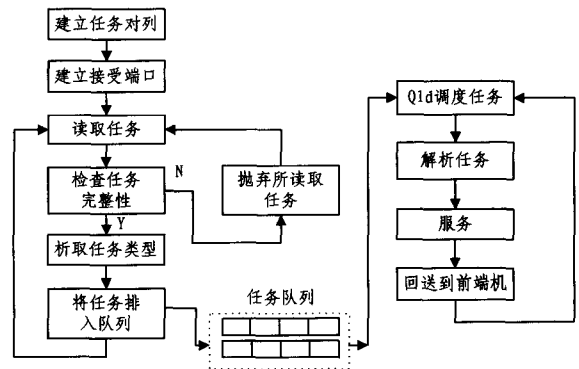 建立任务对列
建立接受端口
读取任务
检查任务
完整性
N
抛弃所读取
任务
Y
析取任务类型
将任务排
入队列
任务队列
Qld调度任务
解析任务
服务
回送到前端机